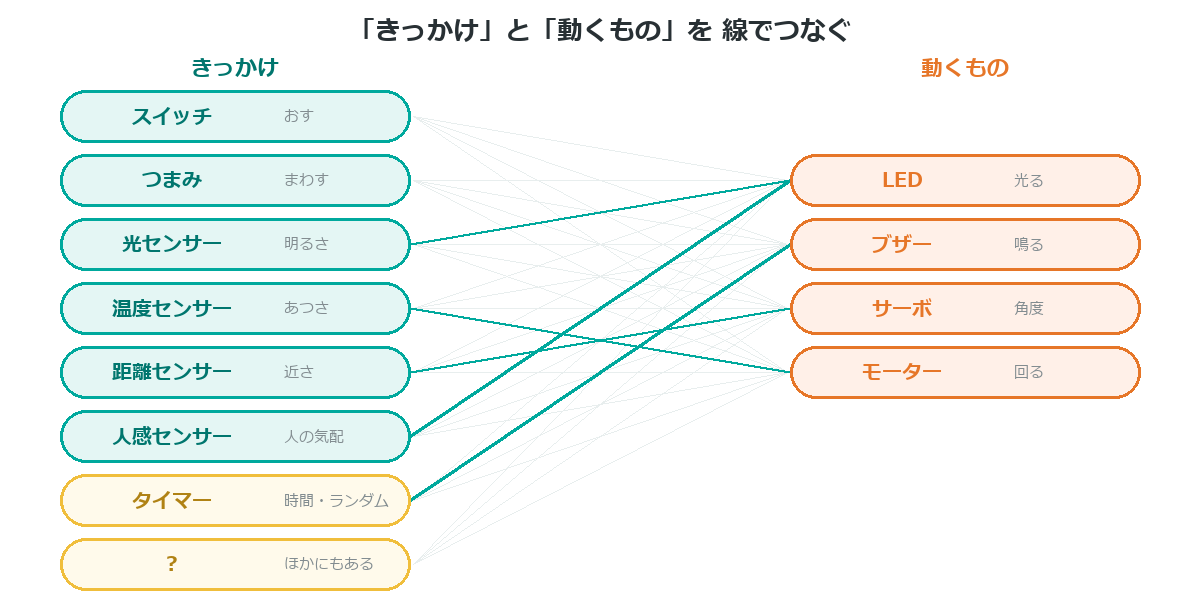 「きっかけ」と「動くもの」を 線でつなぐ
きっかけ
動くもの
スイッチ おす
つまみ まわす
LED 光る
光センサー 明るさ
ブザー 鳴る
温度センサー あつさ
サーボ 角度
距離センサー 近さ
モーター 回る
人感センサー 人の気配
タイマー 時間・ランダム
? ほかにもある